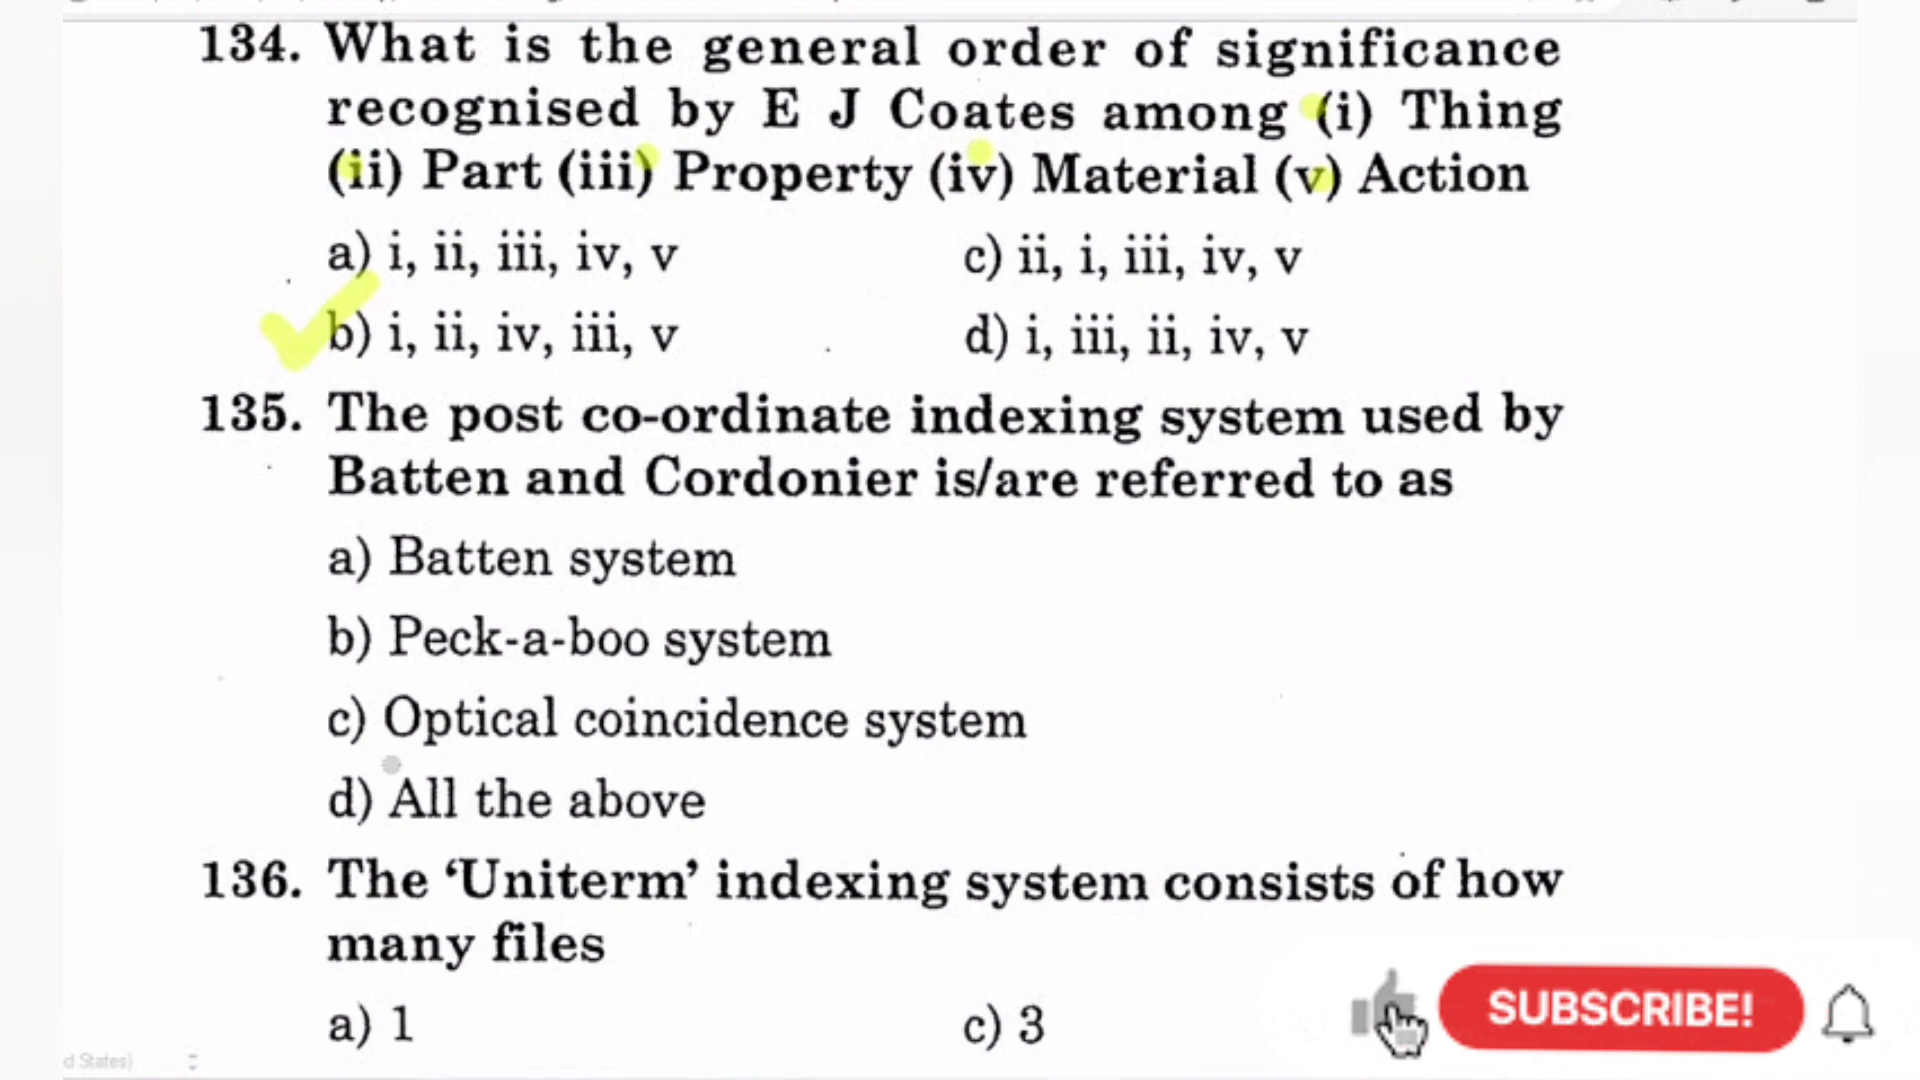 134. What is the general order of significance
recognised by E J Coates among (i) Thing
(ii) Part (iii) Property (iv) Material (v) Action
a) i, ii, iii, iv, v
c) ii, i, iii, iv, v
b) i, ii, iv, iii, v
d) i, iii, ii, iv, v
135. The post co-ordinate indexing system used by
Batten and Cordonier is/are referred to as
a) Batten system
b) Peck-a-boo system
c) Optical coincidence system
d) All the above
136. The ‘Uniterm’ indexing system consists of how
many files
a) 1
c) 3
SUBSCRIBE!
d States)